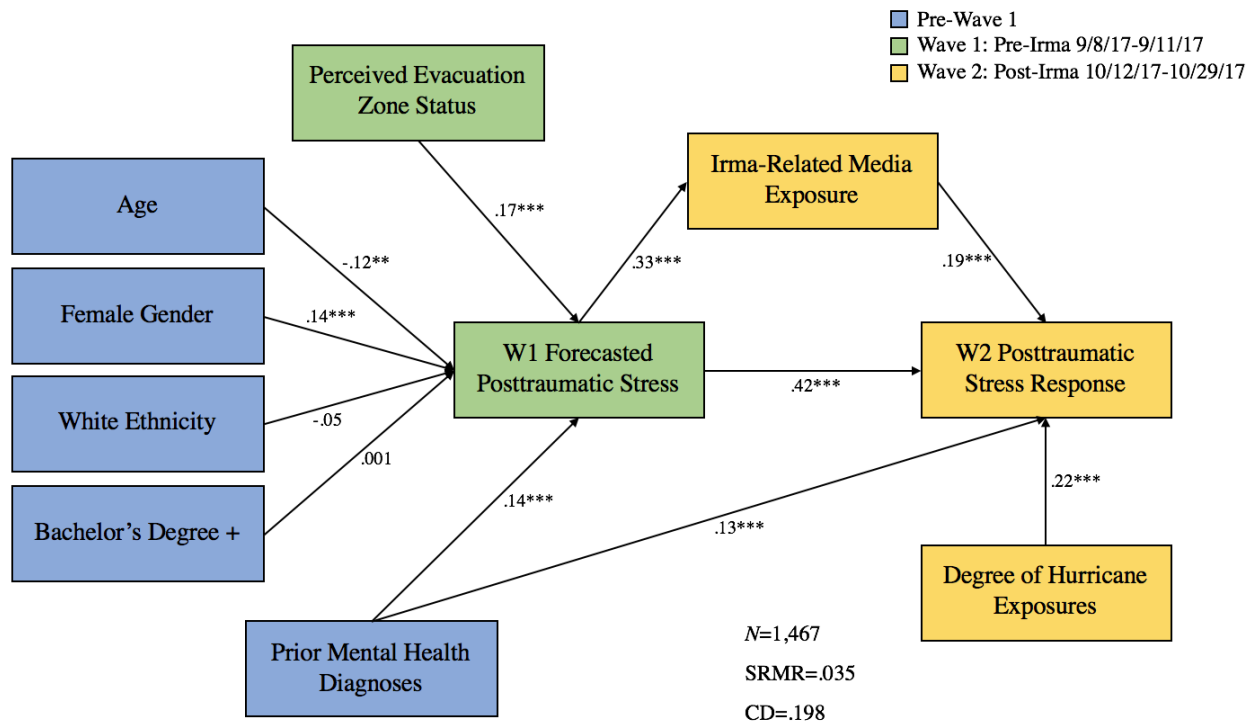 Pre-Wave 1
Wave 1: Pre-Irma 9/8/17-9/11/17
Wave 2: Post-Irma 10/12/17-10/29/17
Perceived Evacuation
Zone Status
Irma-Related Media
Exposure
Age
.17***
-.12**
.33***
.19***
Female Gender
.14***
W1 Forecasted
Posttraumatic Stress
.42***
W2 Posttraumatic
Stress Response
White Ethnicity
-.05
.001
Bachelor’s Degree +
.14***
.13***
.22***
Degree of Hurricane
Exposures
Prior Mental Health
Diagnoses
N=1,467
SRMR=.035
CD=.198